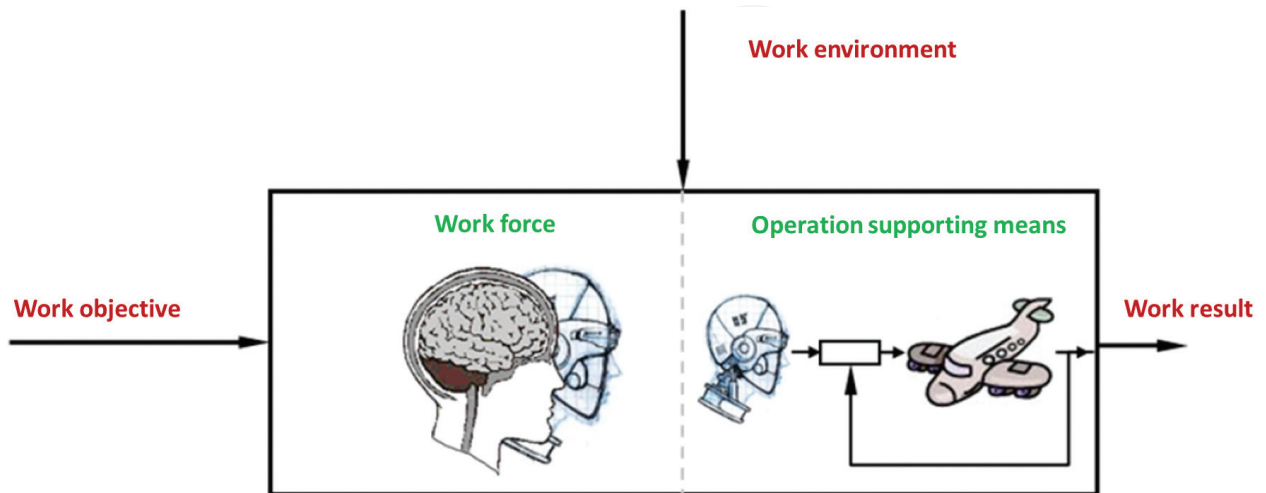 Work environment
Work force
Operation supporting means
Work objective
Work result